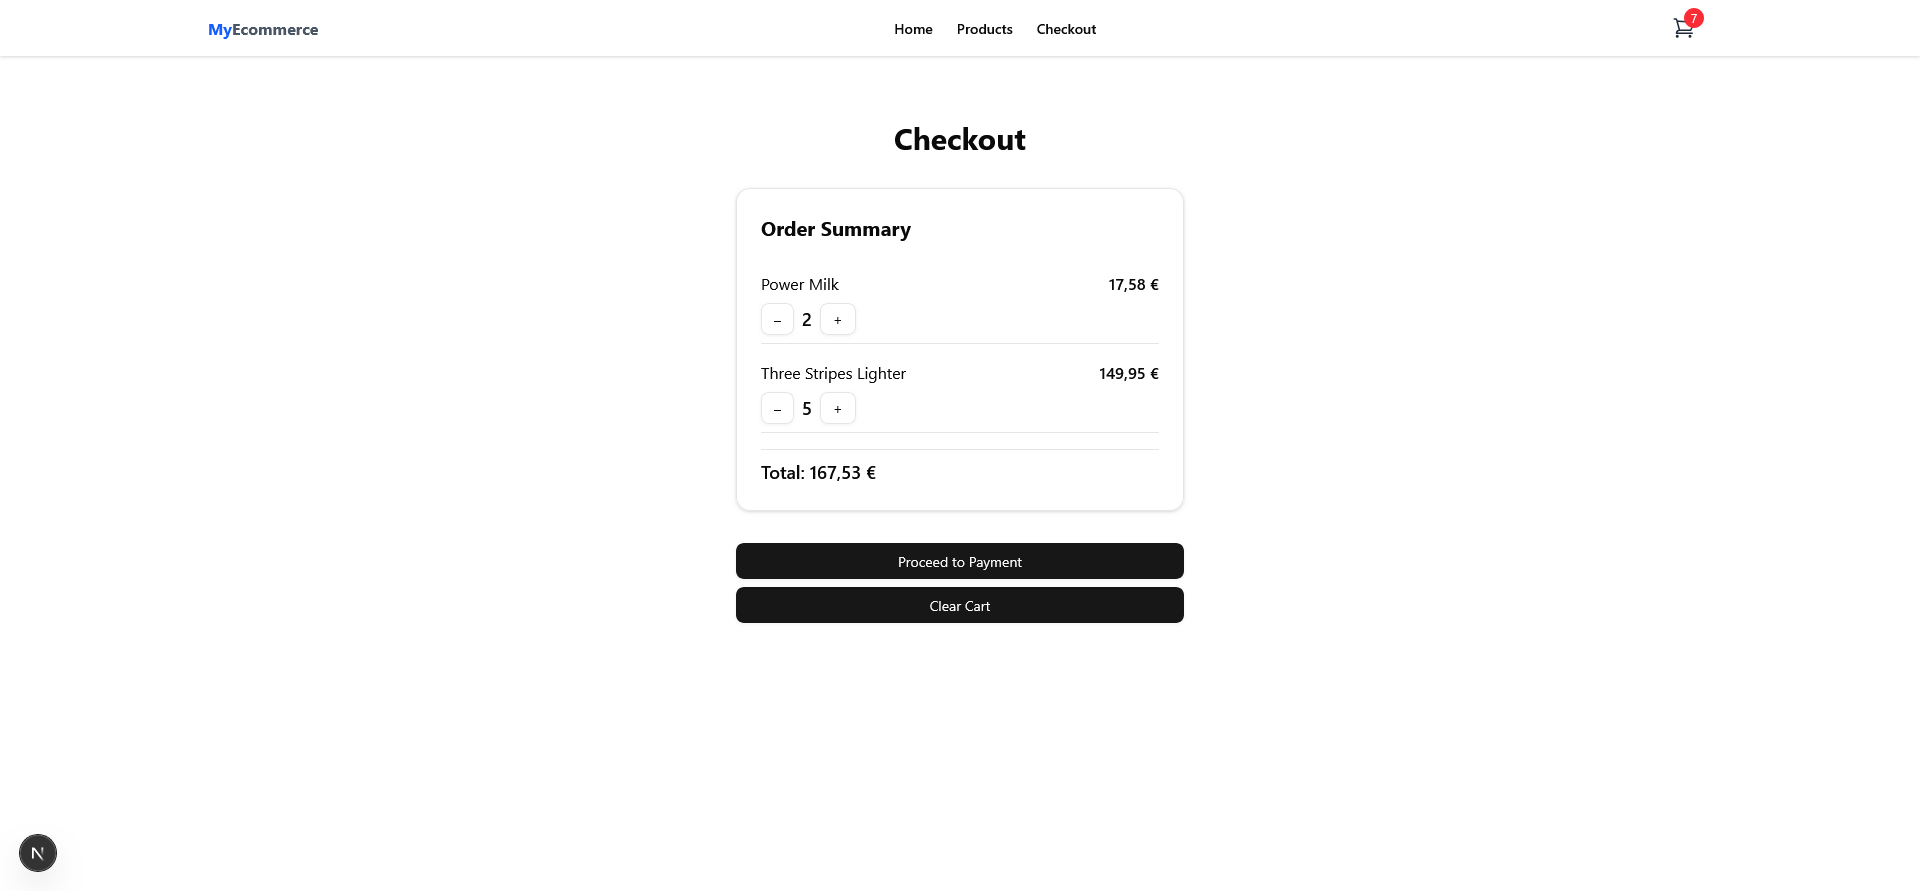 MyEcommerce
Home Products Checkout
7
Checkout
Order Summary
Power Milk 17,58 €
– 2 +
Three Stripes Lighter 149,95 €
– 5 +
Total: 167,53 €
Proceed to Payment
Clear Cart
N